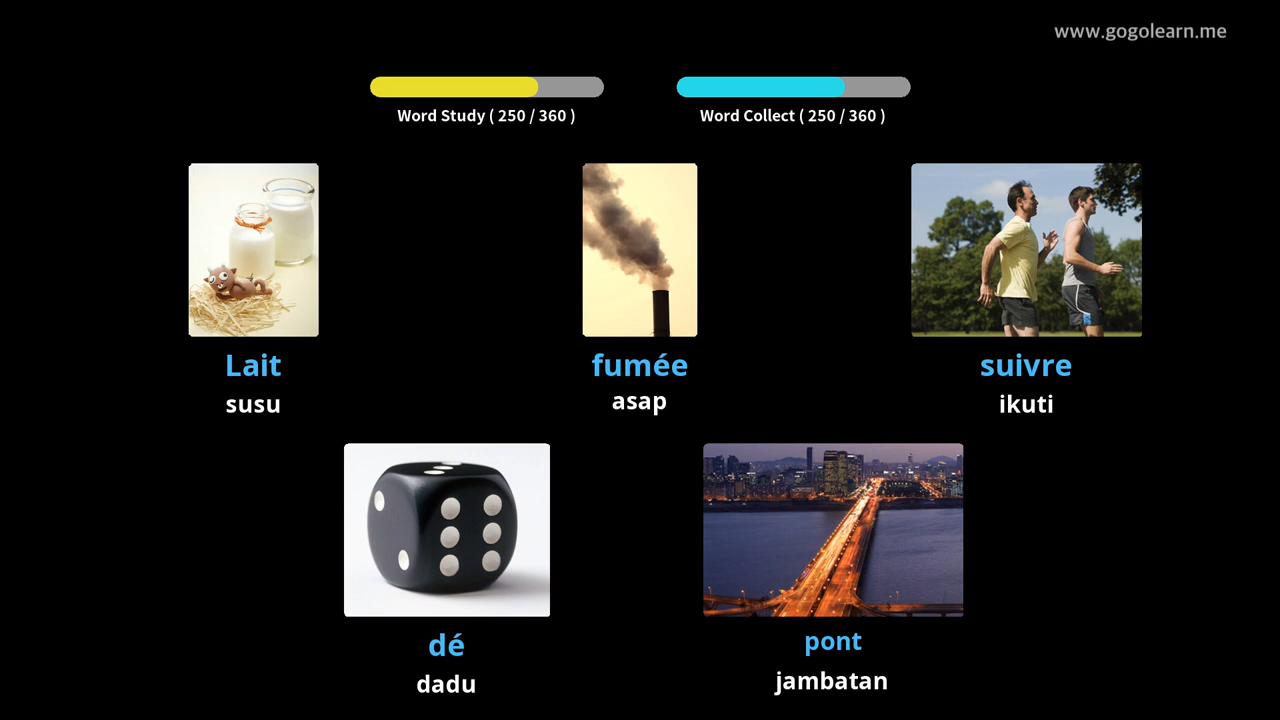 www.gogolearn.me
Word Study ( 250 / 360 )
Word Collect ( 250 / 360 )
Lait
susu
fumée
asap
suivre
ikuti
dé
dadu
pont
jambatan